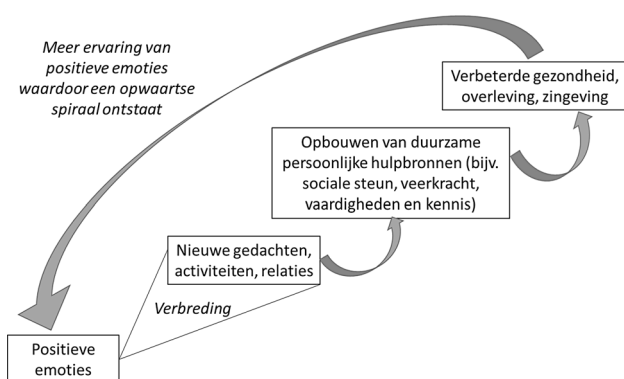 Meer ervaring van
positieve emoties
waardoor een opwaartse
spiraal ontstaat
Verbeterde gezondheid,
overleving, zingeving
Opbouwen van duurzame
persoonlijke hulpbronnen (bijv.
sociale steun, veerkracht,
vaardigheden en kennis)
Nieuwe gedachten,
activiteiten, relaties
Verbreding
Positieve
emoties